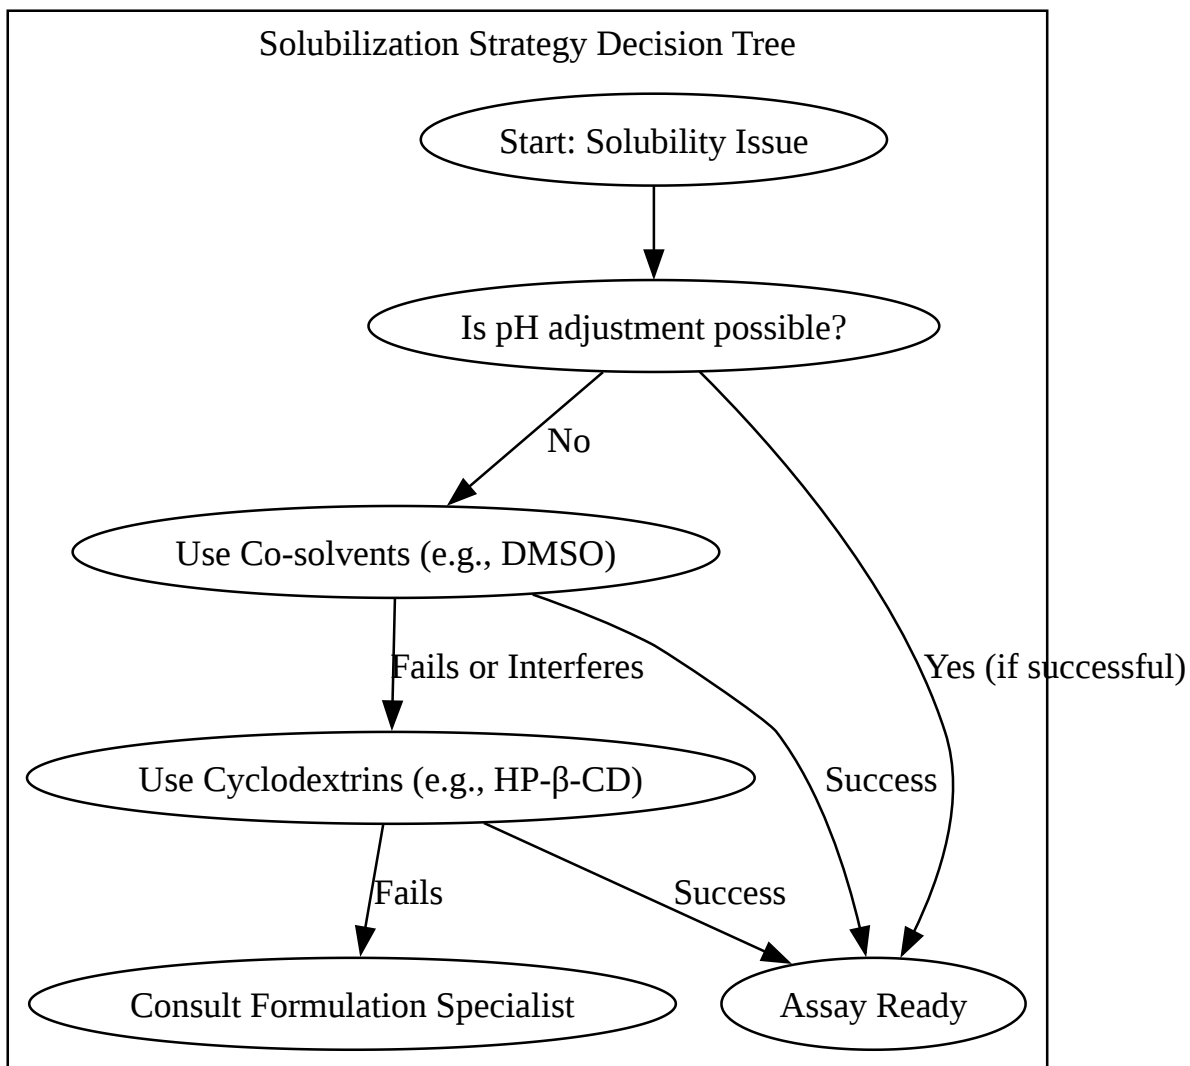 Solubilization Strategy Decision Tree
Start: Solubility Issue
Is pH adjustment possible?
No
Use Co-solvents (e.g., DMSO)
Fails or Interferes
Yes (if successful)
Use Cyclodextrins (e.g., HP-β-CD)
Success
Fails
Success
Consult Formulation Specialist
Assay Ready